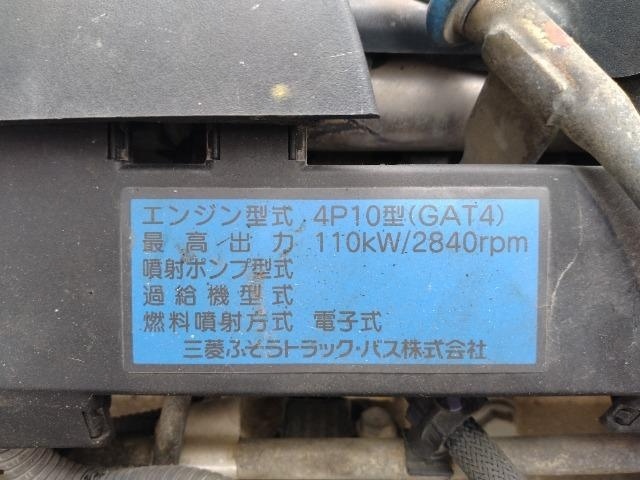 エンジン型式 4P10型(GAT4)
最高出力 110kW/2840rpm
噴射ポンプ型式
過給機型式
燃料噴射方式 電子式
三菱ふそうトラック・バス株式会社